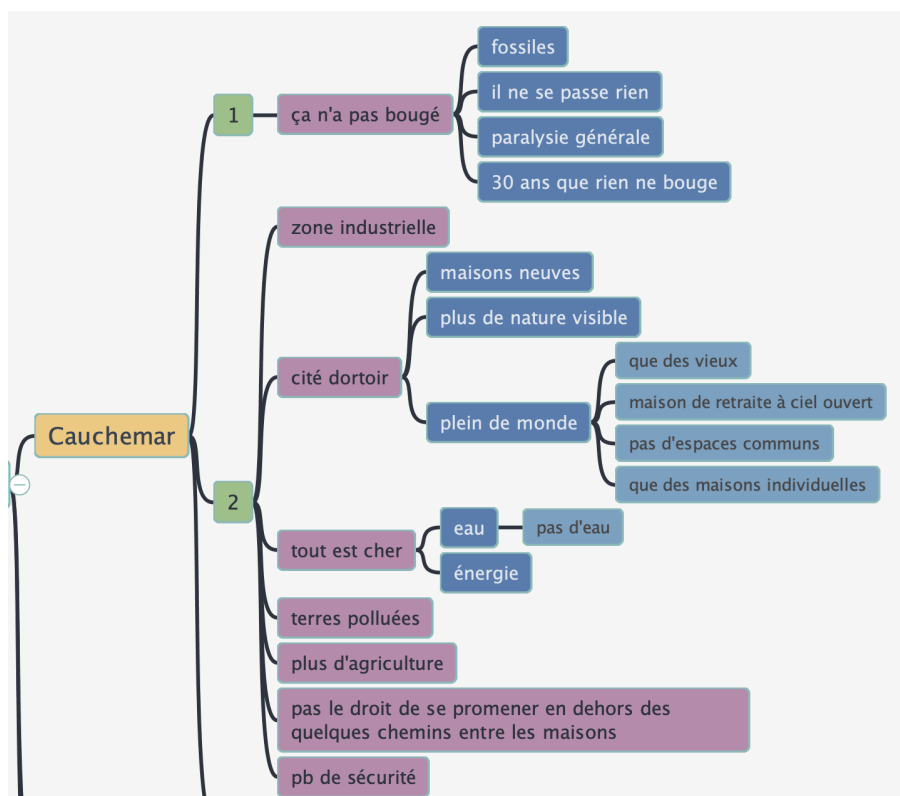 Cauchemar
1
ça n'a pas bougé
fossiles
il ne se passe rien
paralysie générale
30 ans que rien ne bouge
2
zone industrielle
cité dortoir
maisons neuves
plus de nature visible
plein de monde
que des vieux
maison de retraite à ciel ouvert
pas d'espaces communs
que des maisons individuelles
tout est cher
eau
pas d'eau
énergie
terres polluées
plus d'agriculture
pas le droit de se promener en dehors des
quelques chemins entre les maisons
pb de sécurité